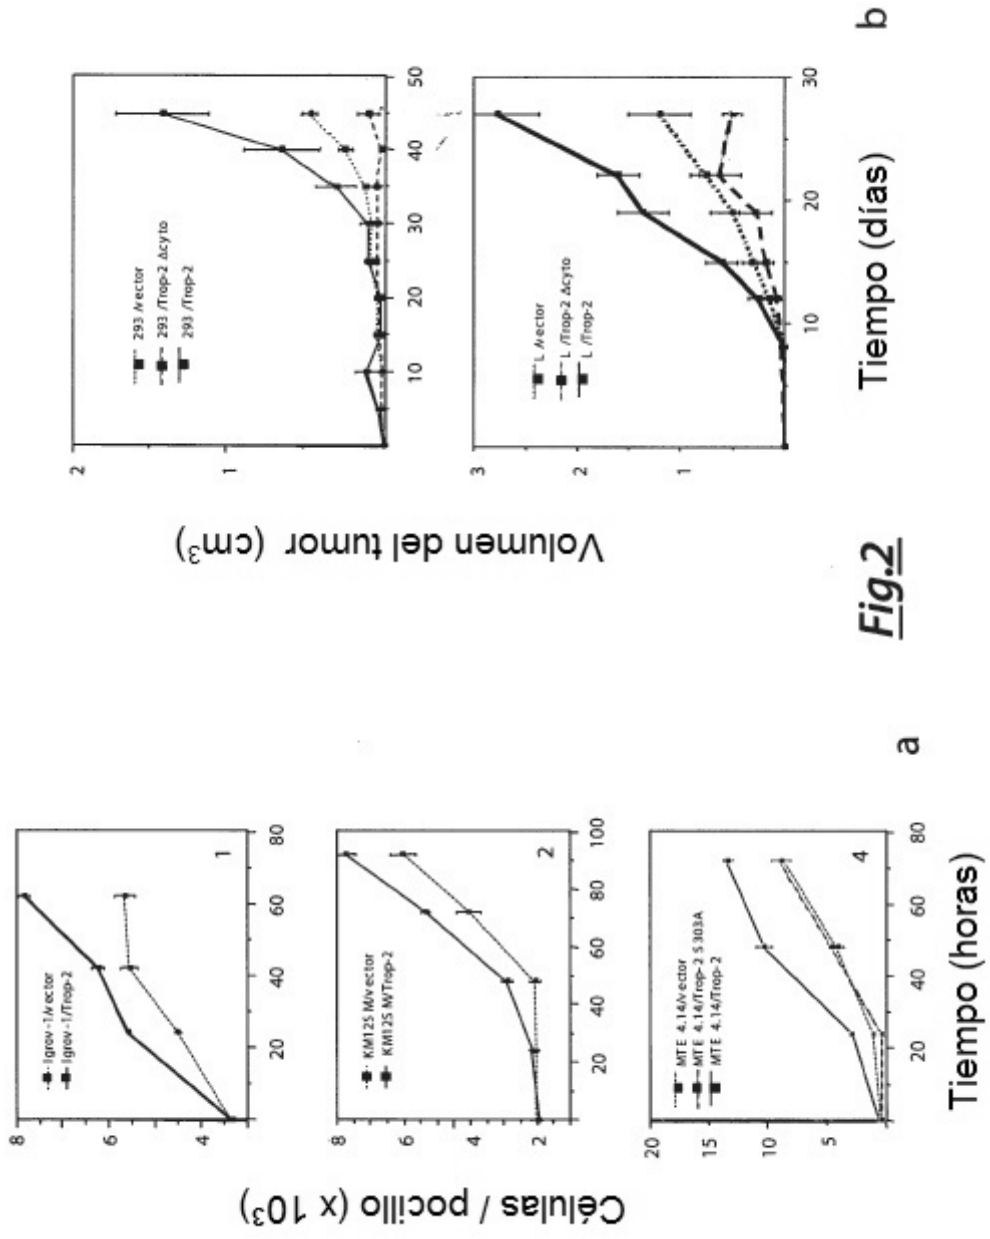 8
6
4
20
40
60
80
Igrov-1/vector
Igrov-1/Trop-2
1
8
6
4
2
20
40
60
80
100
KM12S M/vector
KM12S M/Trop-2
2
20
15
10
5
0
20
40
60
80
MTE 4.14/vector
MTE 4.14/Trop-2 S303A
MTE 4.14/Trop-2
4
Células / pocillo (x 10³)
Tiempo (horas)
a
2
1
10
20
30
40
50
293 /vector
293 /Trop-2 Δcyto
293 /Trop-2
3
2
1
10
20
30
L /vector
L /Trop-2 Δcyto
L /Trop-2
Volumen del tumor (cm³)
Tiempo (días)
b
Fig.2